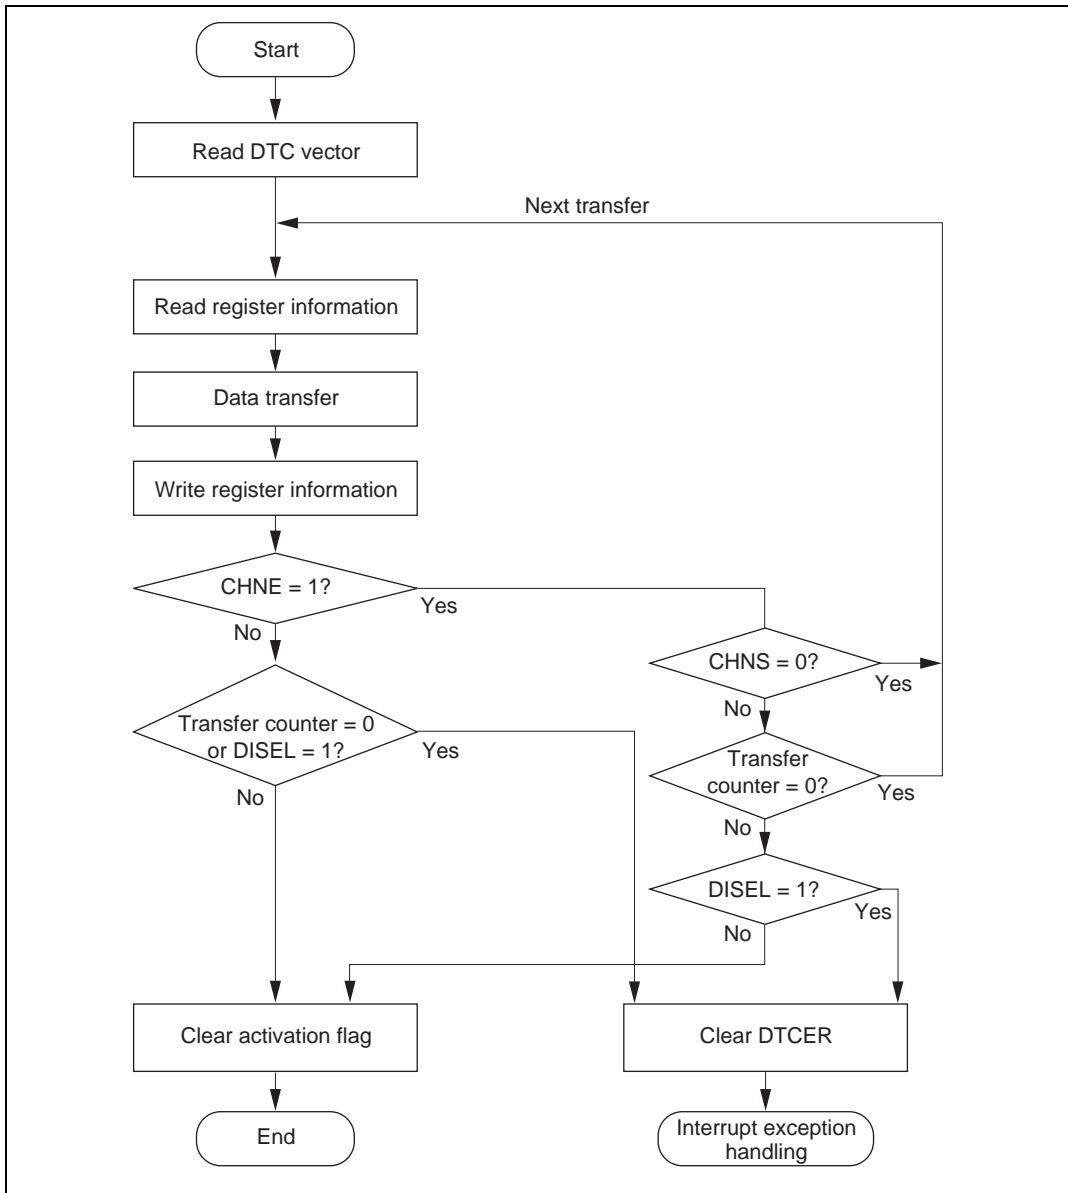 Start
Read DTC vector
Next transfer
Read register information
Data transfer
Write register information
CHNE = 1?
Yes
No
CHNS = 0?
Yes
No
Transfer counter = 0
or DISEL = 1?
Yes
No
Transfer
counter = 0?
Yes
No
DISEL = 1?
Yes
No
Clear activation flag
Clear DTCER
End
Interrupt exception
handling